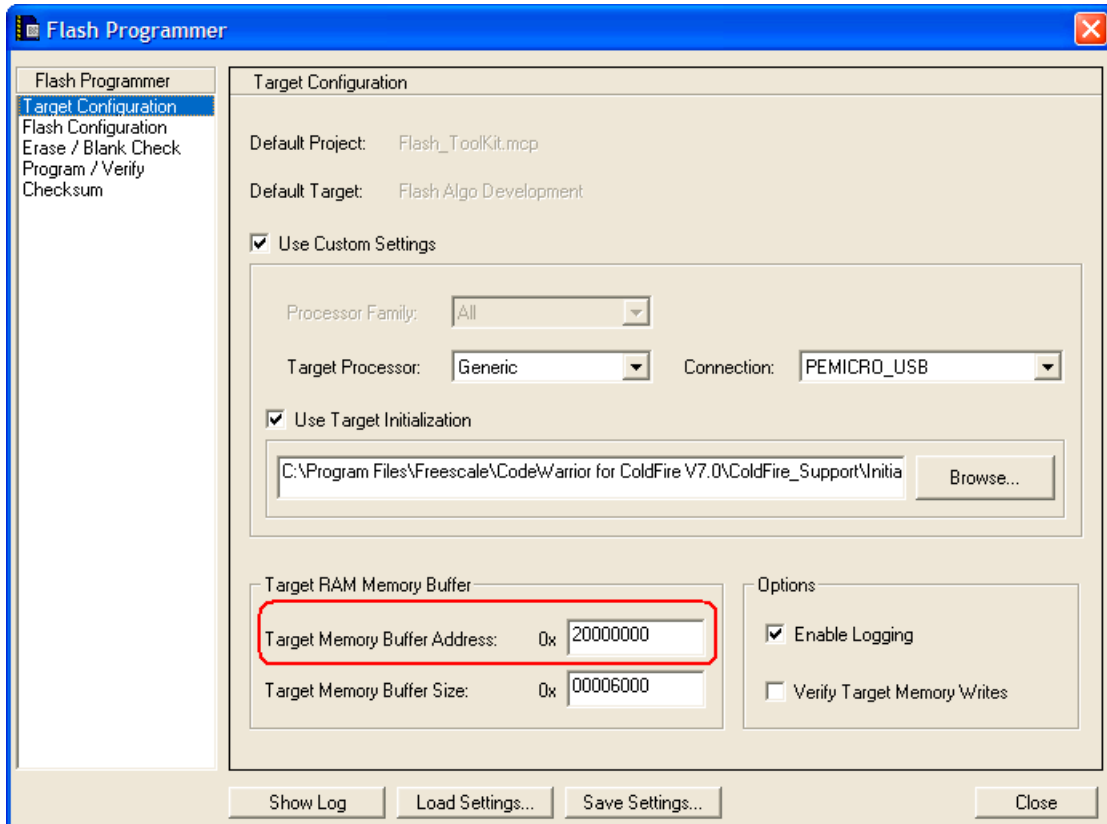 Flash Programmer
Flash Programmer
Target Configuration
Flash Configuration
Erase / Blank Check
Program / Verify
Checksum
Target Configuration
Default Project: Flash_ToolKit.mcp
Default Target: Flash Algo Development
Use Custom Settings
Processor Family: All
Target Processor: Generic Connection: PEMICRO_USB
Use Target Initialization
C:\Program Files\Freescale\CodeWarrior for ColdFire V7.0\ColdFire_Support\Initia Browse...
Target RAM Memory Buffer
Target Memory Buffer Address: 0x 20000000
Target Memory Buffer Size: 0x 00006000
Options
Enable Logging
Verify Target Memory Writes
Show Log Load Settings... Save Settings... Close